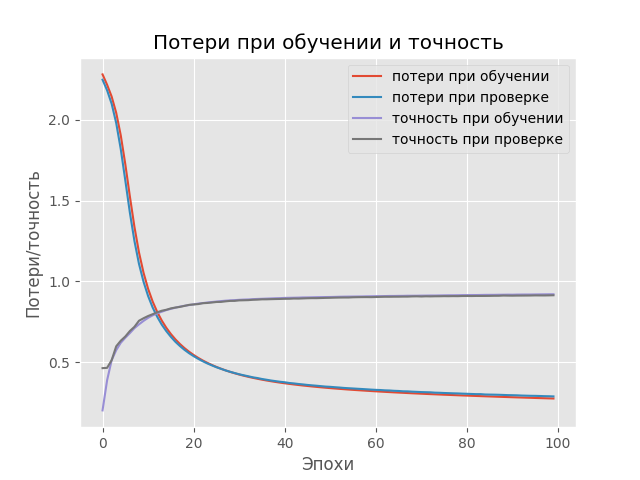 Потери при обучении и точность
потери при обучении
потери при проверке
точность при обучении
точность при проверке
Потери/точность
2.0
1.5
1.0
0.5
0 20 40 60 80 100
Эпохи